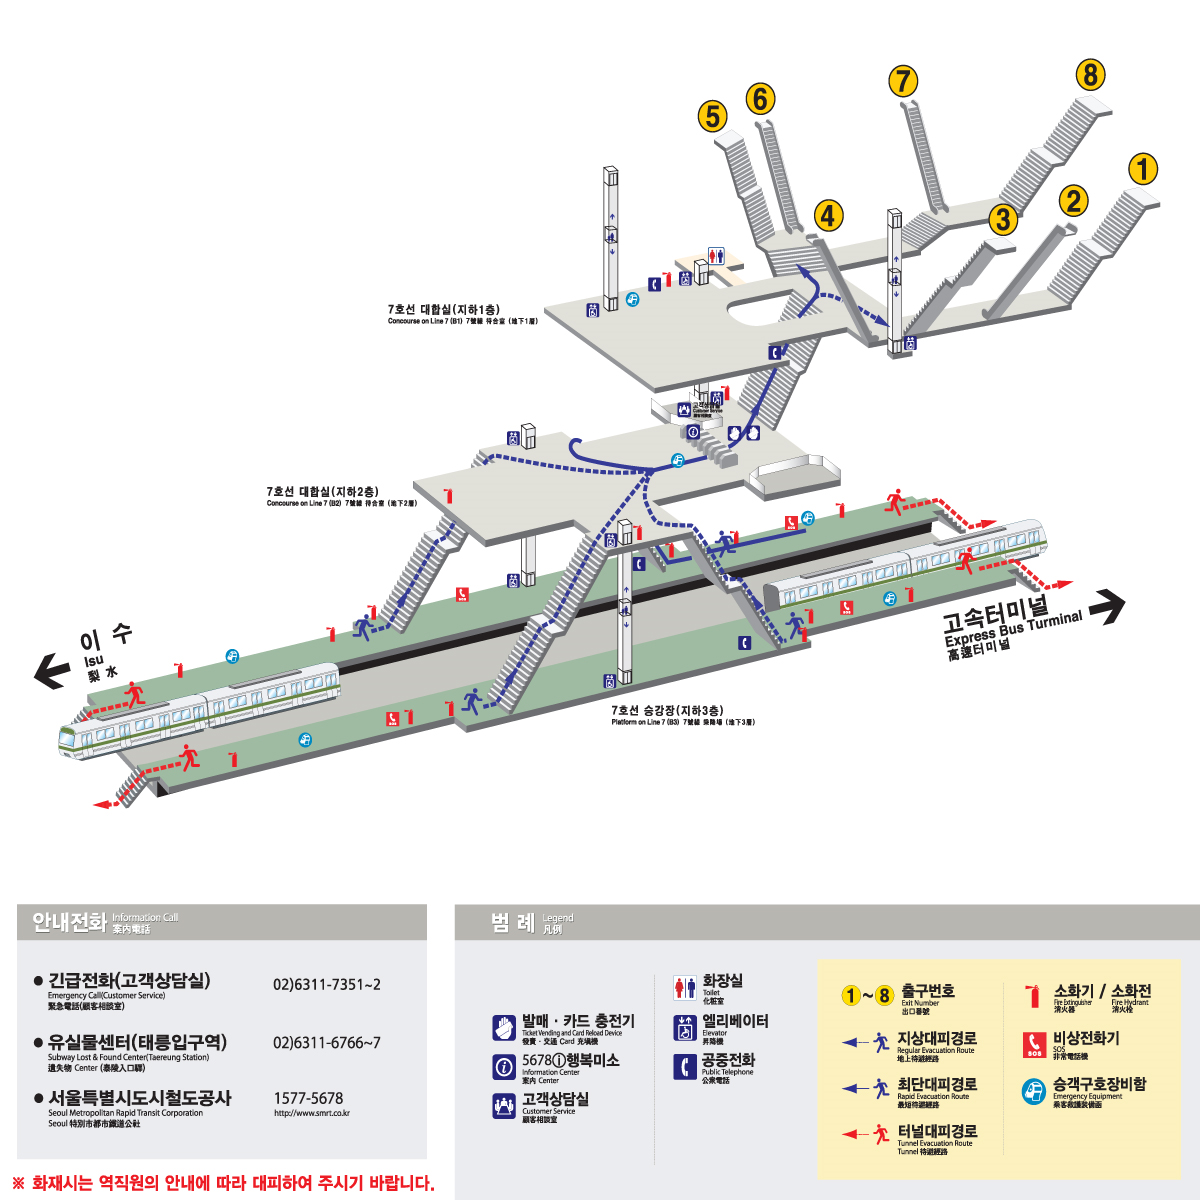 5
6
7
8
1
2
3
4
7호선 대합실(지하1층)
Concourse on Line 7 (B1) 7號線 待合室 (地下1層)
고객상담실
Customer Service
顧客相談室
7호선 대합실(지하2층)
Concourse on Line 7 (B2) 7號線 待合室 (地下2層)
SOS
SOS
SOS
SOS
이 수
Isu
梨 水
고속터미널
Express Bus Turminal
高速터미널
7호선 승강장(지하3층)
Platform on Line 7 (B3) 7號線 乘降場 (地下3層)
안내전화 Information Call
案內電話
● 긴급전화(고객상담실) 02)6311-7351~2
Emergency Call(Customer Service)
緊急電話(顧客相談室)
● 유실물센터(태릉입구역) 02)6311-6766~7
Subway Lost & Found Center(Taereung Station)
遺失物 Center (泰陵入口驛)
● 서울특별시도시철도공사 1577-5678
Seoul Metropolitan Rapid Transit Corporation http://www.smrt.co.kr
Seoul 特別市都市鐵道公社
※ 화재시는 역직원의 안내에 따라 대피하여 주시기 바랍니다.
범 례 Legend
凡例
발매 · 카드 충전기
Ticket Vending and Card Reload Device
發賣 · 交通 Card 充塡機
5678ⓘ행복미소
Information Center
案內 Center
고객상담실
Customer Service
顧客相談室
화장실
Toilet
化粧室
엘리베이터
Elevator
昇降機
공중전화
Public Telephone
公衆電話
1 ~ 8 출구번호
Exit Number
出口番號
지상대피경로
Regular Evacuation Route
地上待避經路
최단대피경로
Rapid Evacuation Route
最短待避經路
터널대피경로
Tunnel Evacuation Route
Tunnel 待避經路
소화기 / 소화전
Fire Extinguisher Fire Hydrant
消火器 消火栓
SOS
비상전화기
SOS
非常電話機
승객구호장비함
Emergency Equipment
乘客救護裝備函